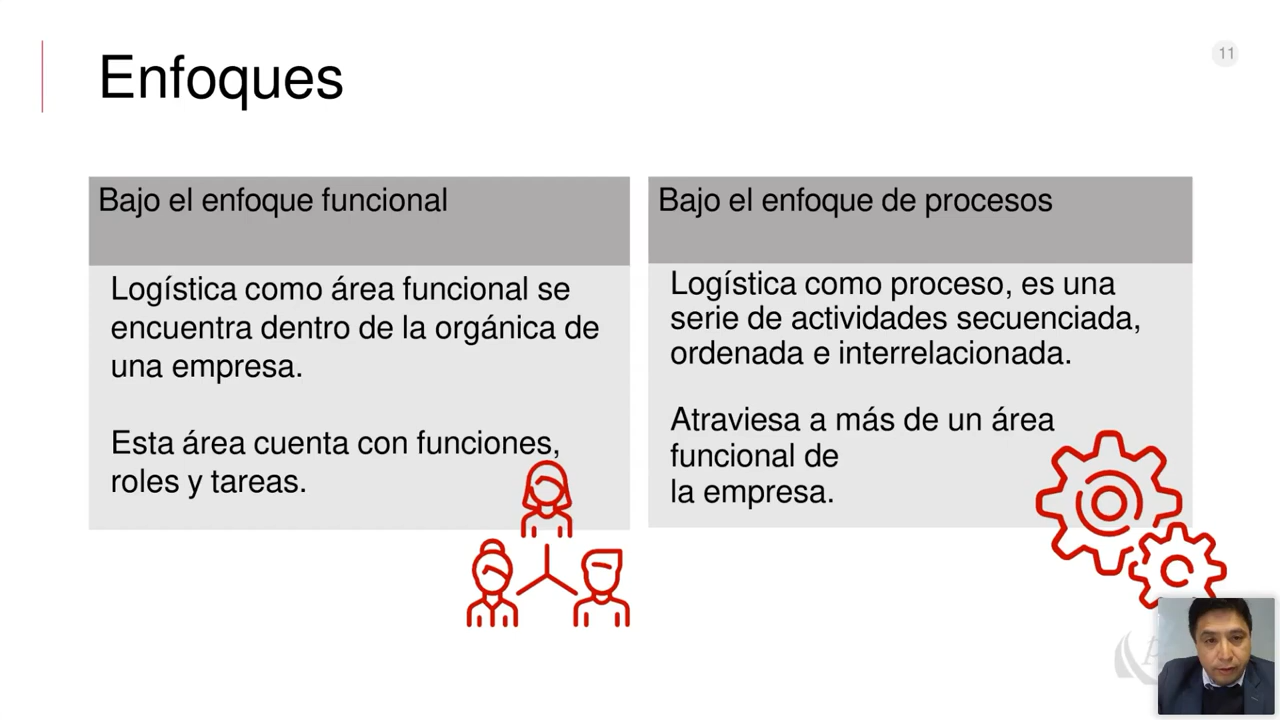 Enfoques
11
Bajo el enfoque funcional
Logística como área funcional se
encuentra dentro de la orgánica de
una empresa.
Esta área cuenta con funciones,
roles y tareas.
Bajo el enfoque de procesos
Logística como proceso, es una
serie de actividades secuenciada,
ordenada e interrelacionada.
Atraviesa a más de un área
funcional de
la empresa.